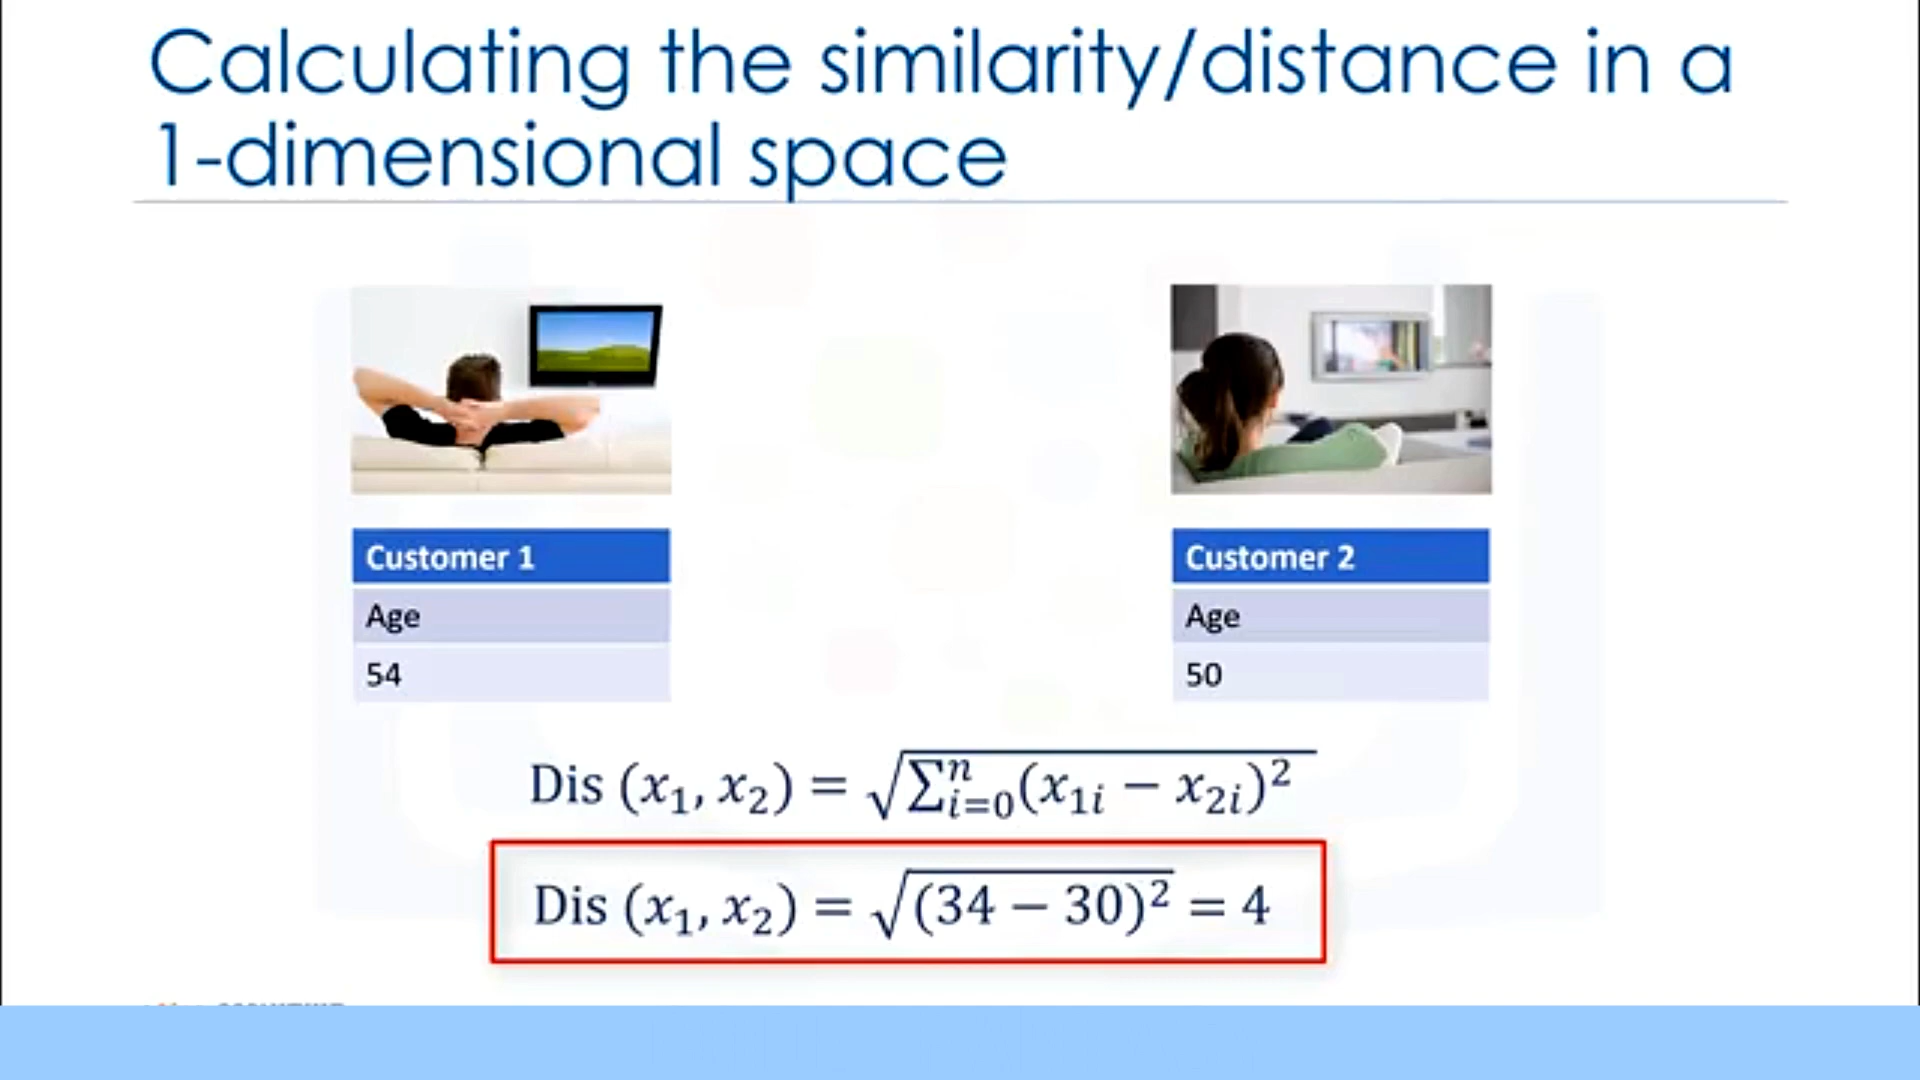 Calculating the similarity/distance in a
1-dimensional space
Customer 1
Age
54
Customer 2
Age
50
Dis (x₁, x₂) = √∑ⁿᵢ₌₀(x₁ᵢ − x₂ᵢ)²
Dis (x₁, x₂) = √(34 − 30)² = 4